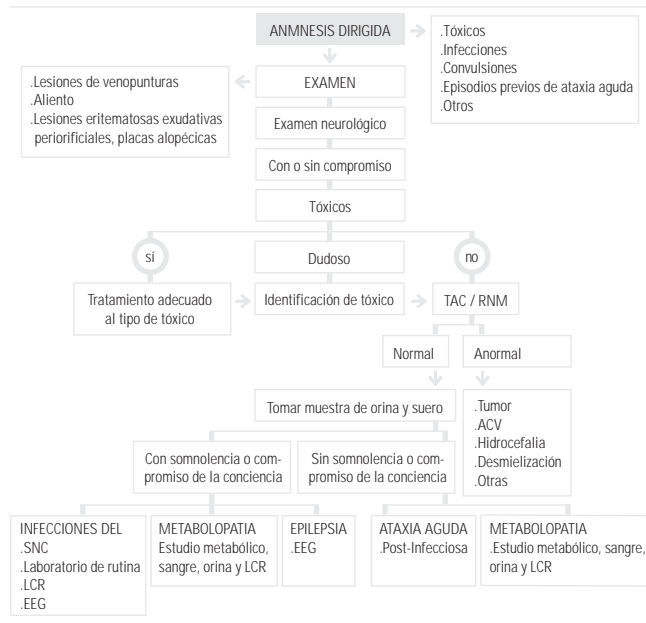 ANMNESIS DIRIGIDA
.Tóxicos
.Infecciones
.Convulsiones
.Episodios previos de ataxia aguda
.Otros
.Lesiones de venopunturas
.Aliento
.Lesiones eritematosas exudativas
periorificiales, placas alopécicas
EXAMEN
Examen neurológico
Con o sin compromiso
Tóxicos
sí
Dudoso
no
Tratamiento adecuado
al tipo de tóxico
Identificación de tóxico
TAC / RNM
Normal
Anormal
Tomar muestra de orina y suero
.Tumor
.ACV
.Hidrocefalia
.Desmielización
.Otras
Con somnolencia o com-
promiso de la conciencia
Sin somnolencia o com-
promiso de la conciencia
INFECCIONES DEL
.SNC
.Laboratorio de rutina
.LCR
.EEG
METABOLOPATIA
Estudio metabólico,
sangre, orina y LCR
EPILEPSIA
.EEG
ATAXIA AGUDA
.Post-Infecciosa
METABOLOPATIA
.Estudio metabólico, sangre,
orina y LCR